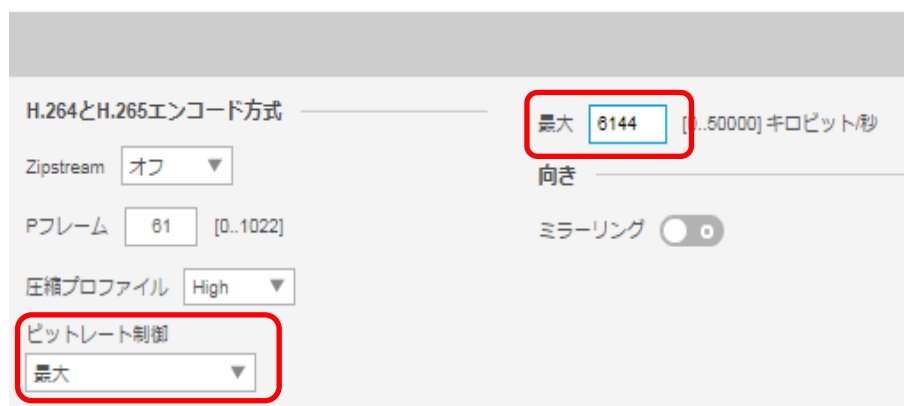 H.264とH.265エンコード方式
Zipstream オフ
Pフレーム 61 [0..1022]
圧縮プロファイル High
ビットレート制御
最大
最大 6144 [0..50000] キロビット/秒
向き
ミラーリング